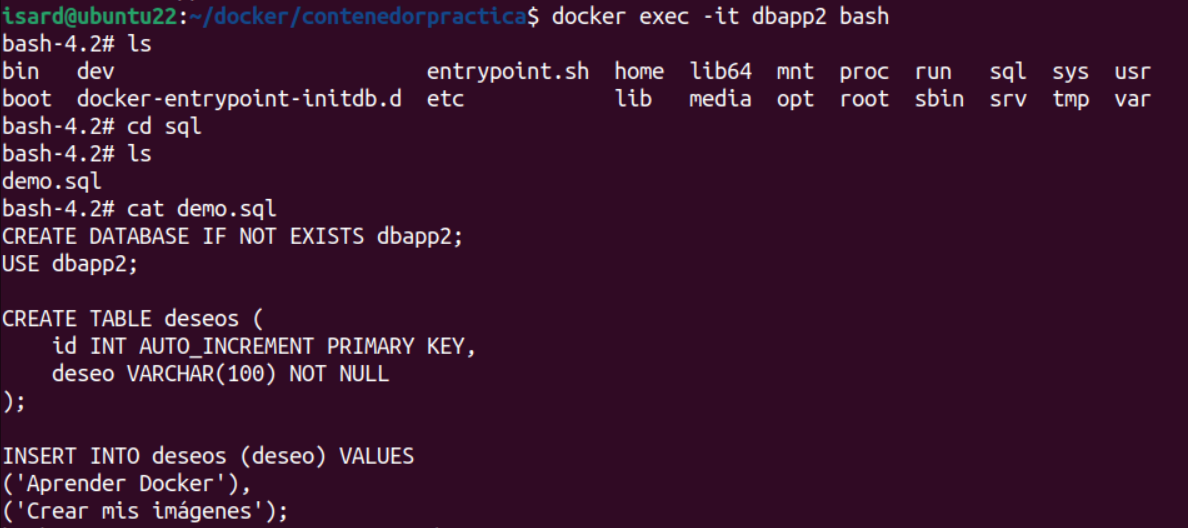 isard@ubuntu22:~/docker/contenedorpractica$ docker exec -it dbapp2 bash
bash-4.2# ls
bin   dev                         entrypoint.sh  home  lib64  mnt  proc  run   sql  sys  usr
boot  docker-entrypoint-initdb.d  etc            lib   media  opt  root  sbin  srv  tmp  var
bash-4.2# cd sql
bash-4.2# ls
demo.sql
bash-4.2# cat demo.sql
CREATE DATABASE IF NOT EXISTS dbapp2;
USE dbapp2;

CREATE TABLE deseos (
    id INT AUTO_INCREMENT PRIMARY KEY,
    deseo VARCHAR(100) NOT NULL
);

INSERT INTO deseos (deseo) VALUES
('Aprender Docker'),
('Crear mis imágenes');